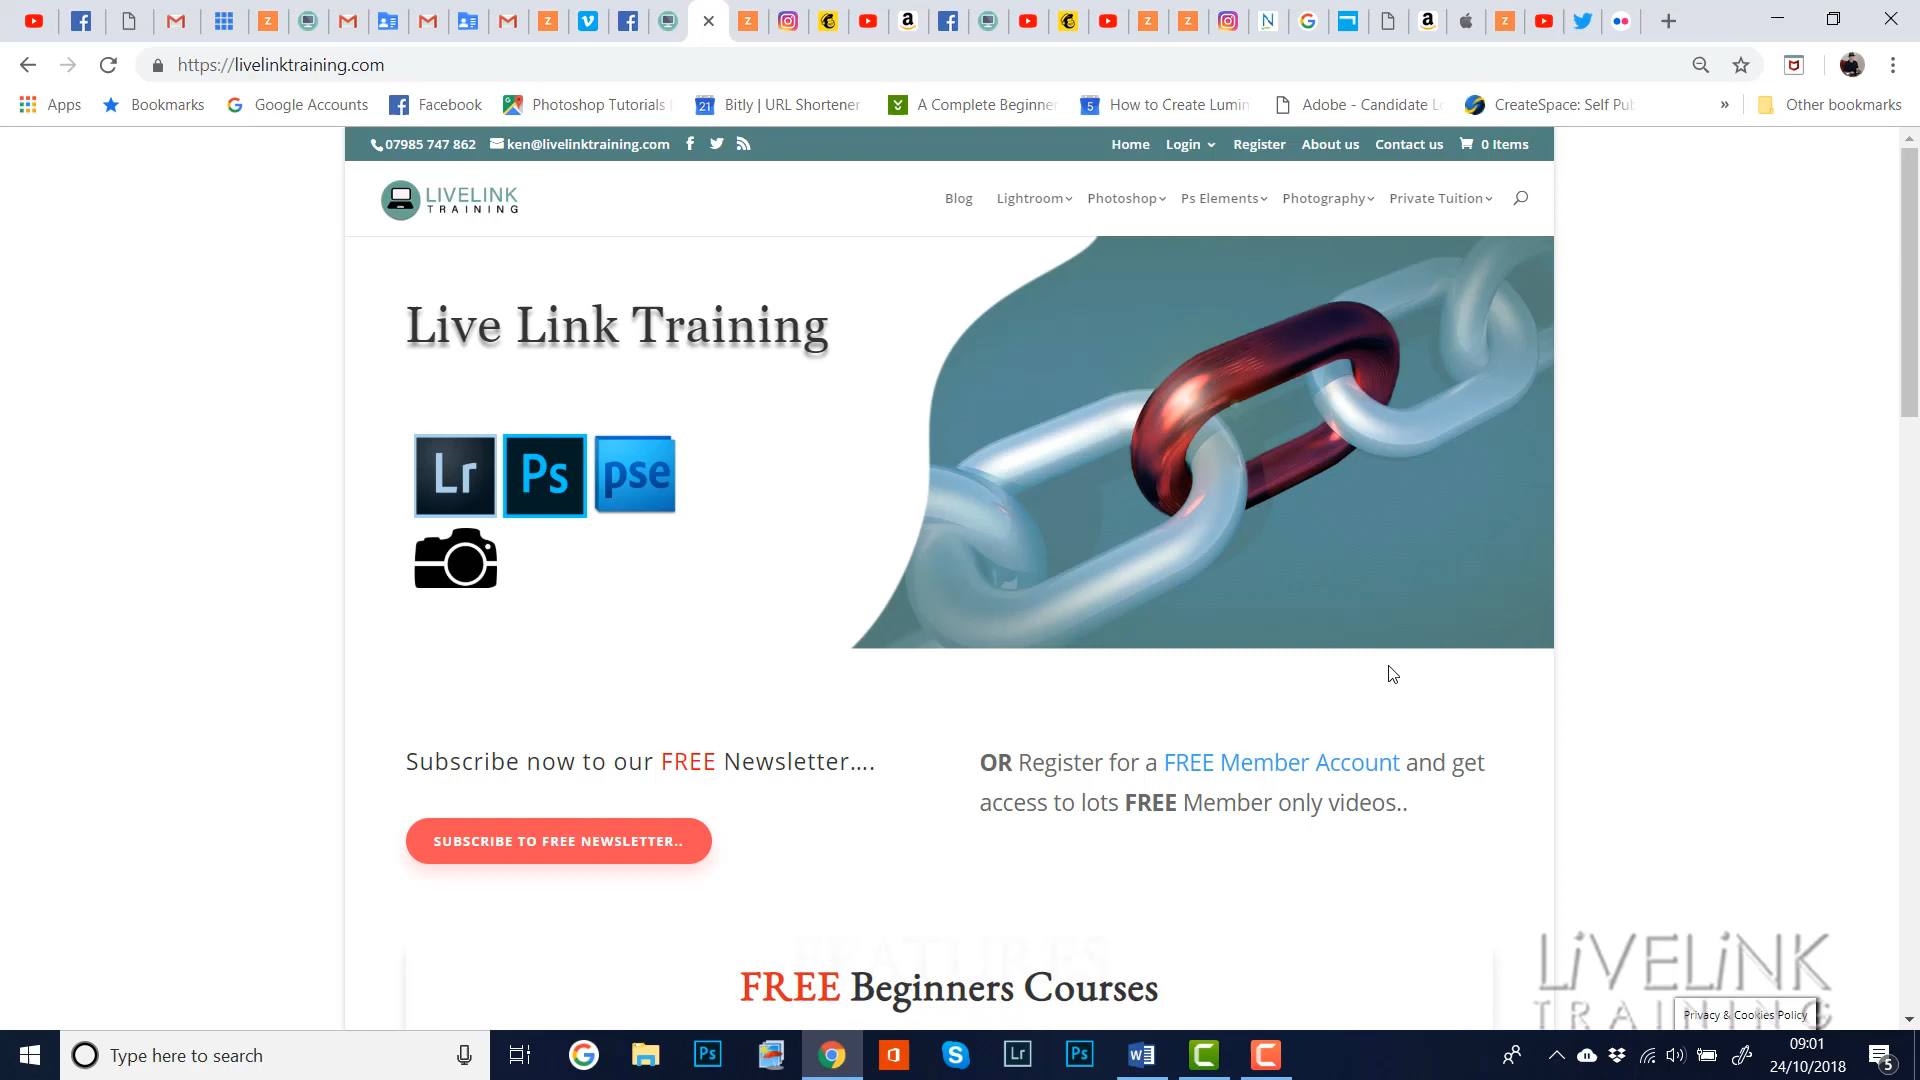 https://livelinktraining.com
Apps Bookmarks Google Accounts Facebook Photoshop Tutorials Bitly | URL Shortener A Complete Beginner How to Create Lumin Adobe - Candidate L CreateSpace: Self Pu » Other bookmarks
07985 747 862 ken@livelinktraining.com Home Login Register About us Contact us 0 Items
LIVELINK
TRAINING
Blog Lightroom Photoshop Ps Elements Photography Private Tuition
Live Link Training
Lr Ps pse
Subscribe now to our FREE Newsletter....
OR Register for a FREE Member Account and get
access to lots FREE Member only videos..
SUBSCRIBE TO FREE NEWSLETTER..
FEATURES
FREE Beginners Courses
LiVELiNK
TRAINING
Privacy & Cookies Policy
Type here to search
09:01
24/10/2018
5